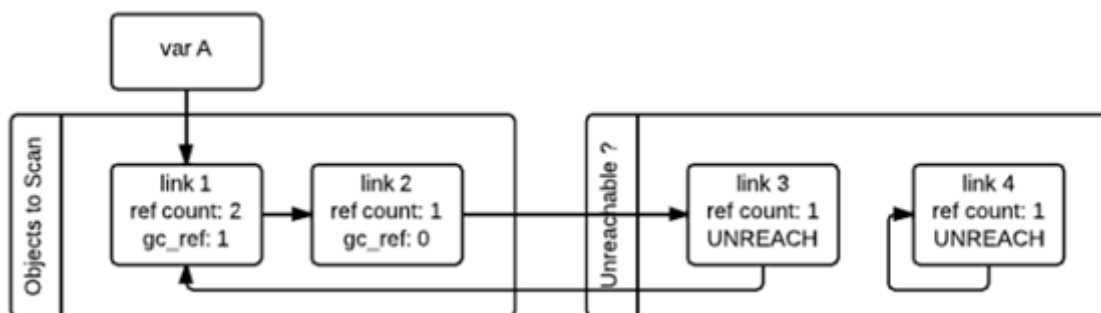 var A
Objects to Scan
link 1
ref count: 2
gc_ref: 1
link 2
ref count: 1
gc_ref: 0
Unreachable ?
link 3
ref count: 1
UNREACH
link 4
ref count: 1
UNREACH